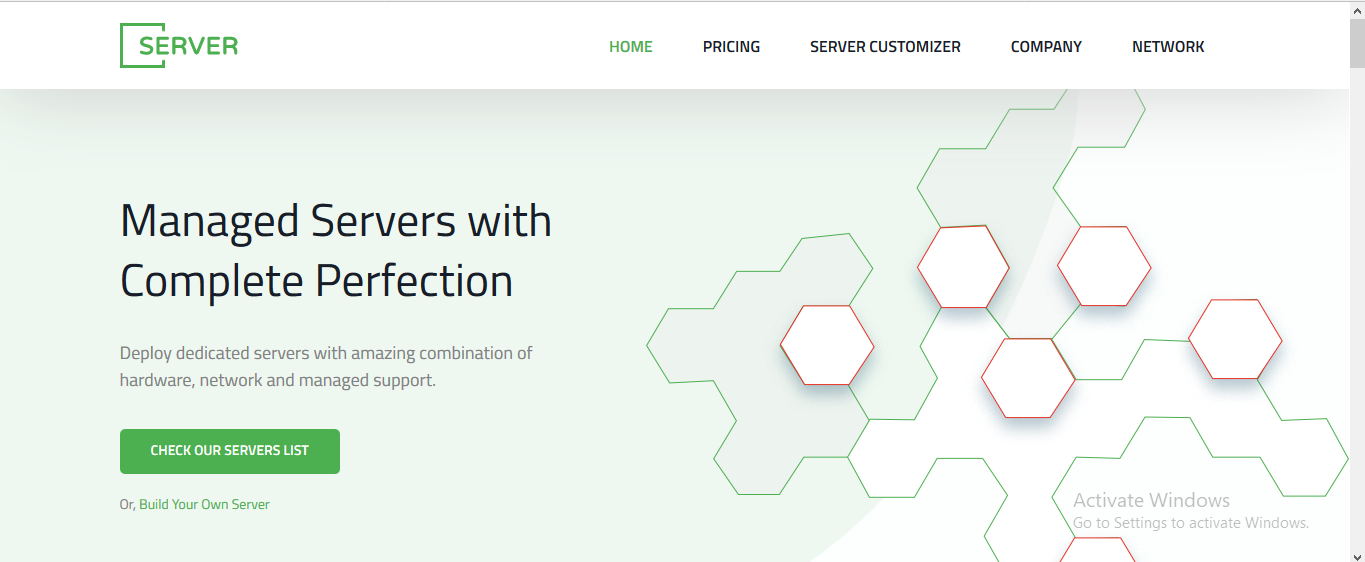 SERVER
HOME PRICING SERVER CUSTOMIZER COMPANY NETWORK
Managed Servers with
Complete Perfection
Deploy dedicated servers with amazing combination of
hardware, network and managed support.
CHECK OUR SERVERS LIST
Or, Build Your Own Server
Activate Windows
Go to Settings to activate Windows.